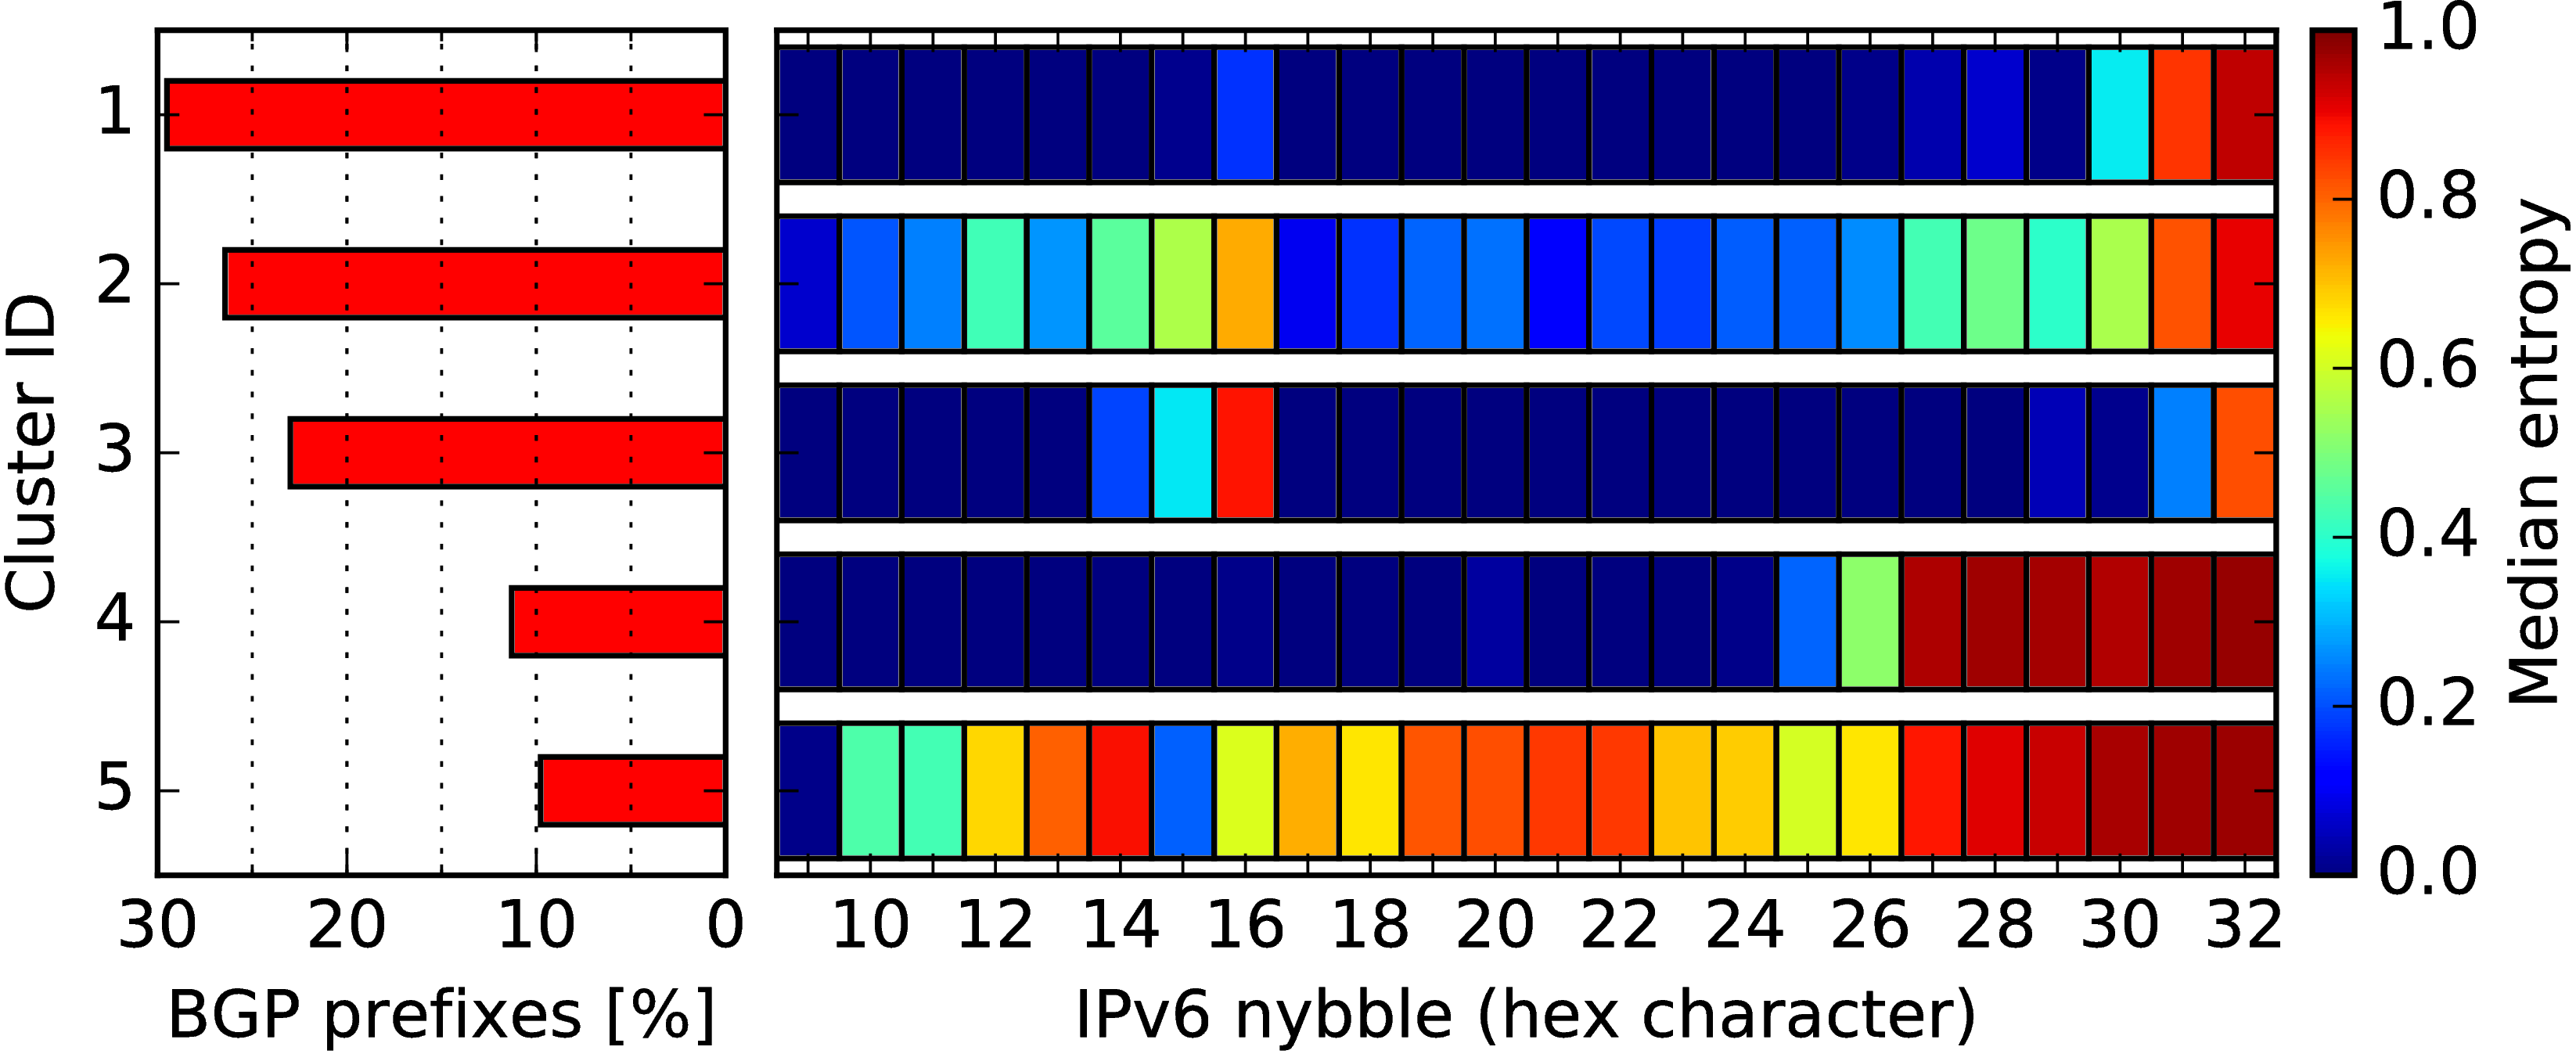 Cluster ID
1
2
3
4
5
30 20 10 0
BGP prefixes [%]
10 12 14 16 18 20 22 24 26 28 30 32
IPv6 nybble (hex character)
1.0
0.8
0.6
0.4
0.2
0.0
Median entropy